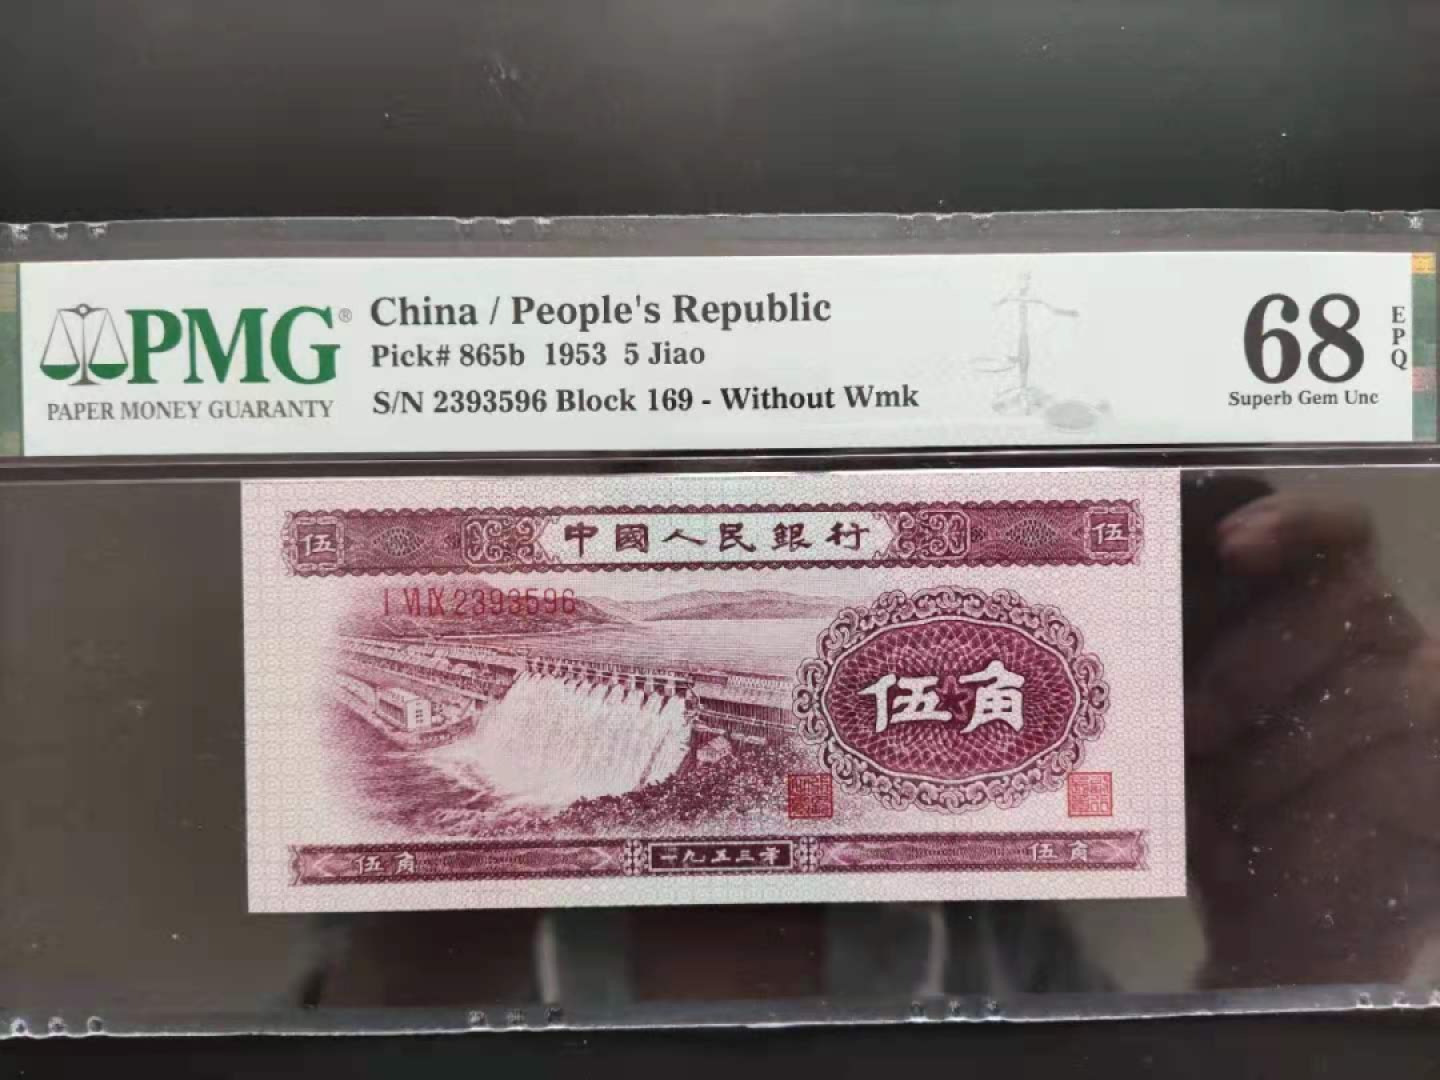 PMG®
PAPER MONEY GUARANTY
China / People's Republic
Pick# 865b 1953 5 Jiao
S/N 2393596 Block 169 - Without Wmk
68
EPQ
Superb Gem Unc
伍 中國人民銀行 伍
I VI IX 2393596
伍角
伍角 一九五三年 伍角